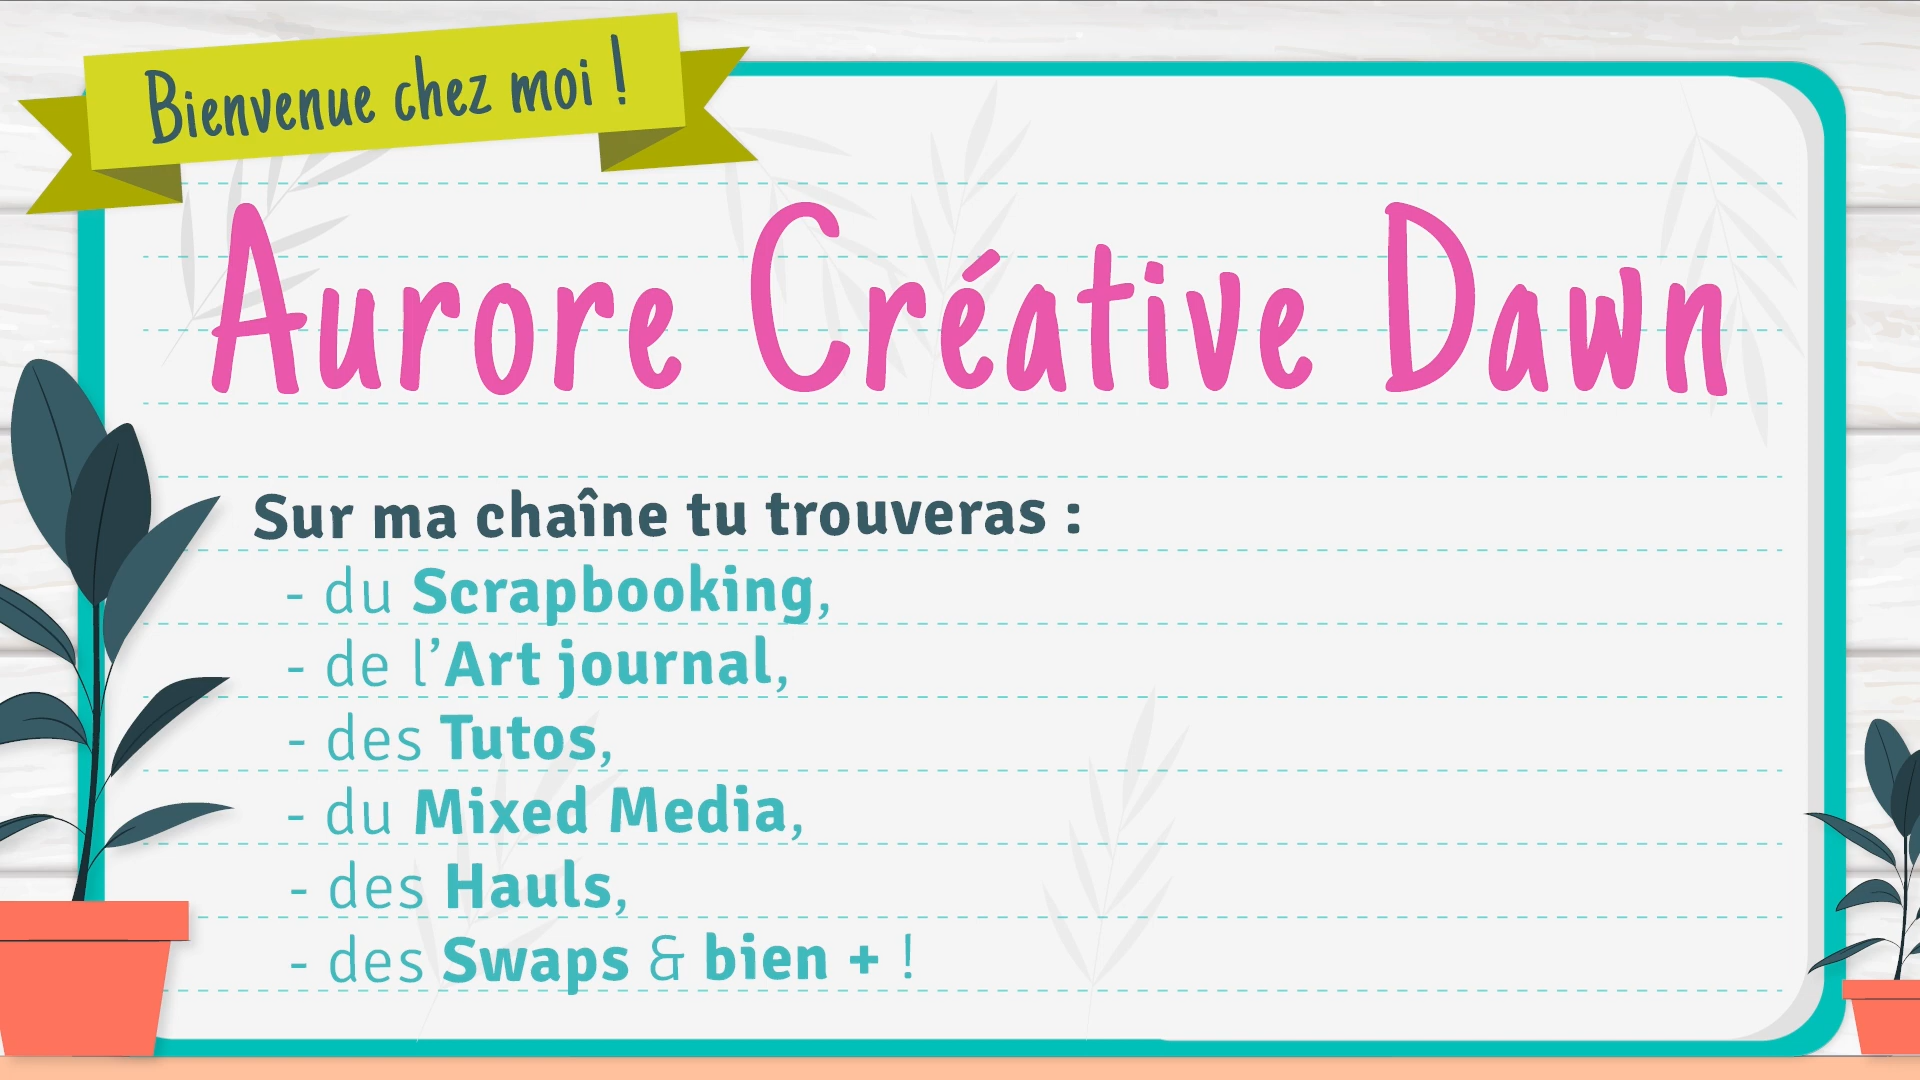 Bienvenue chez moi !
Aurore Créative Dawn
Sur ma chaîne tu trouveras :
- du Scrapbooking,
- de l’Art journal,
- des Tutos,
- du Mixed Media,
- des Hauls,
- des Swaps & bien + !